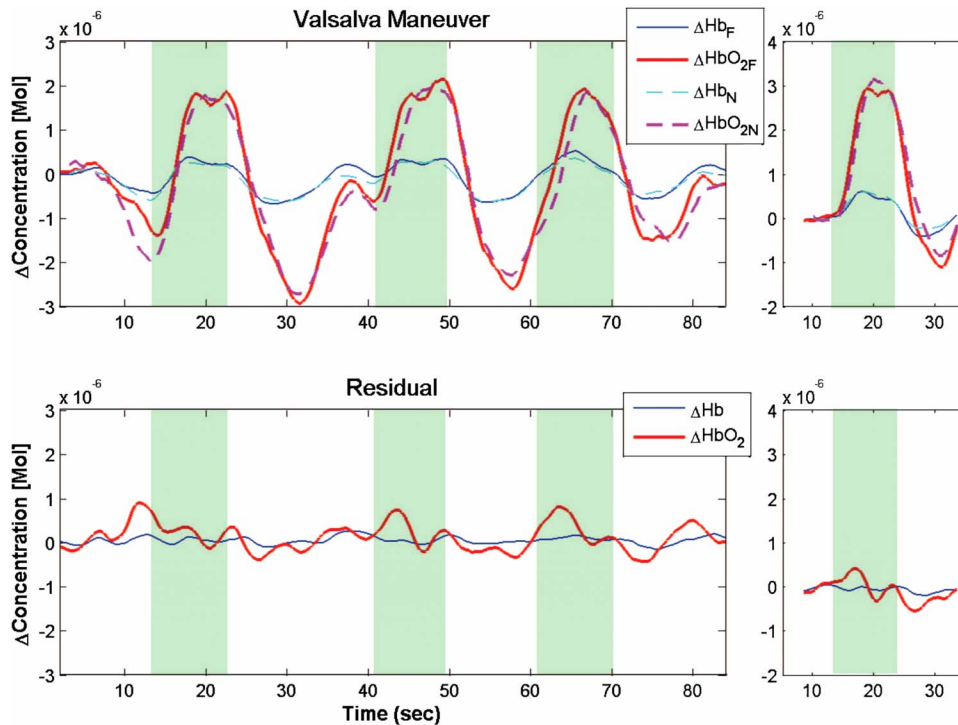 Valsalva Maneuver
x 10⁻⁶
x 10⁻⁶
ΔHb_F
ΔHbO_2F
ΔHb_N
ΔHbO_2N
ΔConcentration [Mol]
3
2
1
0
-1
-2
-3
10 20 30 40 50 60 70 80
4
3
2
1
0
-1
-2
10 20 30
Residual
x 10⁻⁶
x 10⁻⁶
ΔHb
ΔHbO₂
ΔConcentration [Mol]
3
2
1
0
-1
-2
-3
10 20 30 40 50 60 70 80
4
3
2
1
0
-1
-2
10 20 30
Time (sec)